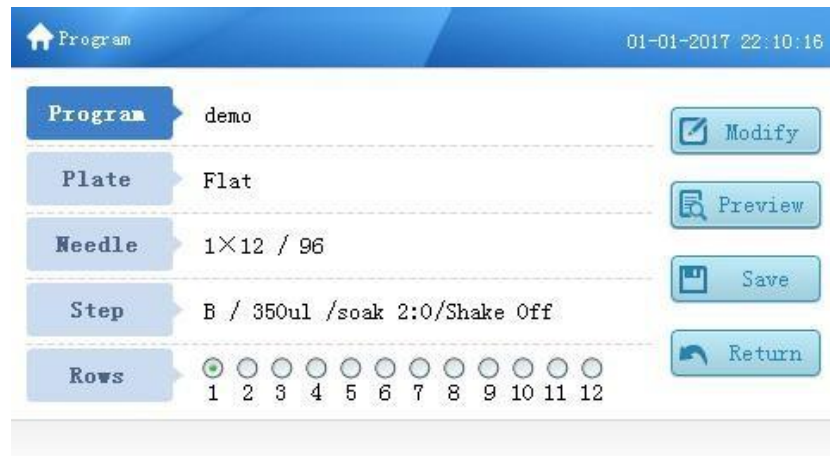 Program 01-01-2017 22:10:16
Program demo
Modify
Plate Flat
Preview
Needle 1×12 / 96
Save
Step B / 350ul /soak 2:0/Shake Off
Return
Rows
1 2 3 4 5 6 7 8 9 10 11 12